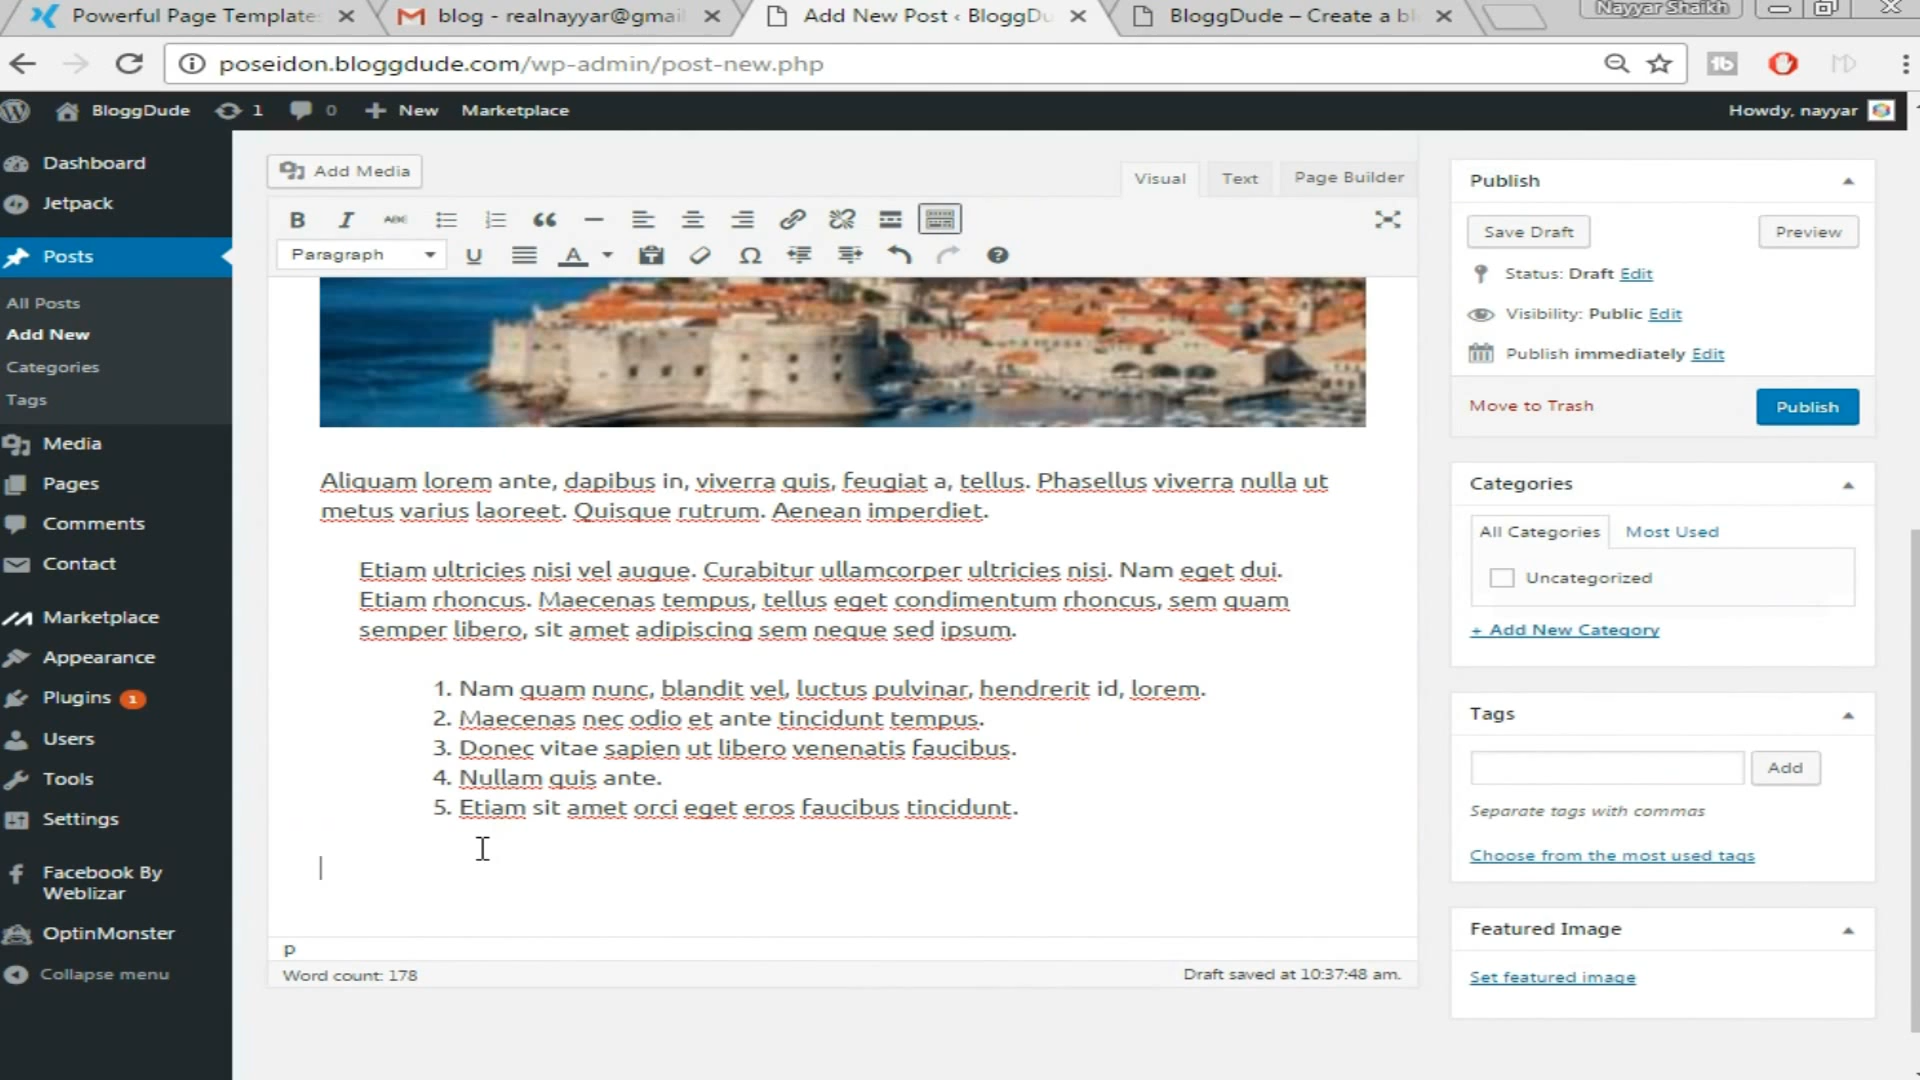 Powerful Page Template
blog - realnayyar@gmai
Add New Post ‹ BloggDu
BloggDude – Create a bl
Nayyar Shaikh
poseidon.bloggdude.com/wp-admin/post-new.php
BloggDude
1
0
New
Marketplace
Howdy, nayyar
Dashboard
Jetpack
Posts
All Posts
Add New
Categories
Tags
Media
Pages
Comments
Contact
Marketplace
Appearance
Plugins 1
Users
Tools
Settings
Facebook By
Weblizar
OptinMonster
Collapse menu
Add Media
Visual
Text
Page Builder
B I ABC
Paragraph
U
A
Ω
Aliquam lorem ante, dapibus in, viverra quis, feugiat a, tellus. Phasellus viverra nulla ut
metus varius laoreet. Quisque rutrum. Aenean imperdiet.
Etiam ultricies nisi vel augue. Curabitur ullamcorper ultricies nisi. Nam eget dui.
Etiam rhoncus. Maecenas tempus, tellus eget condimentum rhoncus, sem quam
semper libero, sit amet adipiscing sem neque sed ipsum.
1. Nam quam nunc, blandit vel, luctus pulvinar, hendrerit id, lorem.
2. Maecenas nec odio et ante tincidunt tempus.
3. Donec vitae sapien ut libero venenatis faucibus.
4. Nullam quis ante.
5. Etiam sit amet orci eget eros faucibus tincidunt.
p
Word count: 178
Draft saved at 10:37:48 am.
Publish
Save Draft
Preview
Status: Draft Edit
Visibility: Public Edit
Publish immediately Edit
Move to Trash
Publish
Categories
All Categories
Most Used
Uncategorized
+ Add New Category
Tags
Add
Separate tags with commas
Choose from the most used tags
Featured Image
Set featured image